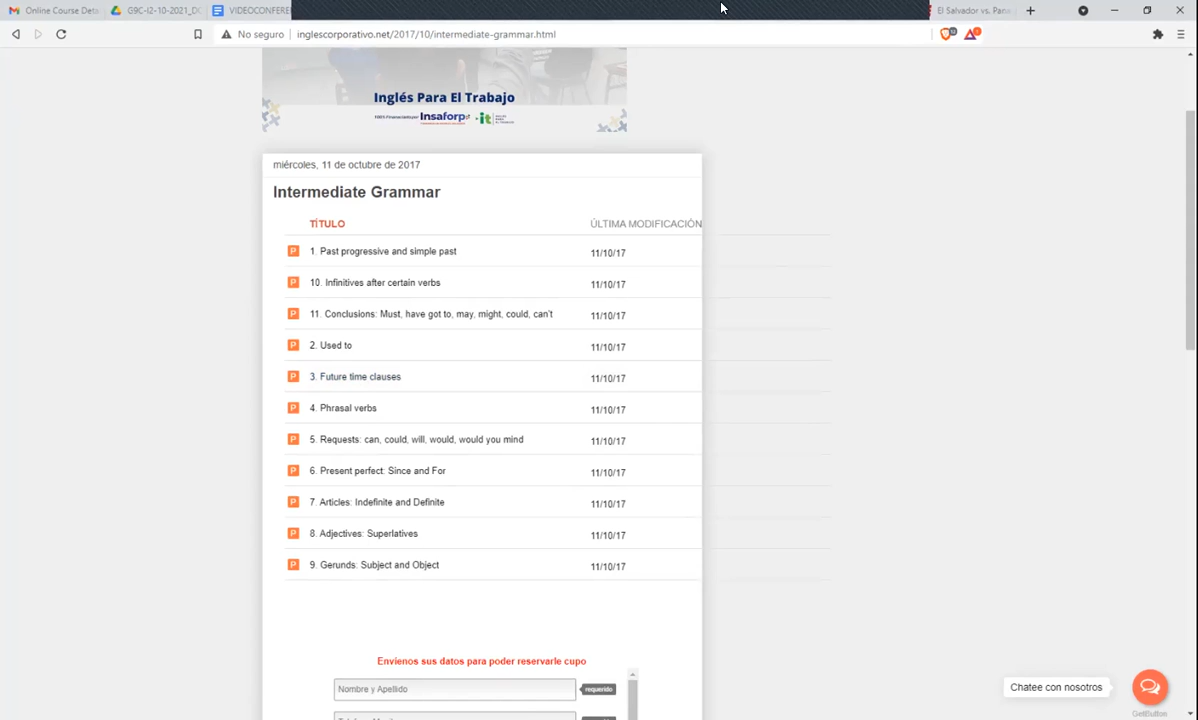 Online Course Deta
G9C-I2-10-2021_DO
VIDEOCONFERE
El Salvador vs. Pana
No seguro
inglescorporativo.net/2017/10/intermediate-grammar.html
Inglés Para El Trabajo
Insaforp
miércoles, 11 de octubre de 2017
Intermediate Grammar
TÍTULO ÚLTIMA MODIFICACIÓN
P 1. Past progressive and simple past 11/10/17
P 10. Infinitives after certain verbs 11/10/17
P 11. Conclusions: Must, have got to, may, might, could, can't 11/10/17
P 2. Used to 11/10/17
P 3. Future time clauses 11/10/17
P 4. Phrasal verbs 11/10/17
P 5. Requests: can, could, will, would, would you mind 11/10/17
P 6. Present perfect: Since and For 11/10/17
P 7. Articles: Indefinite and Definite 11/10/17
P 8. Adjectives: Superlatives 11/10/17
P 9. Gerunds: Subject and Object 11/10/17
Envíenos sus datos para poder reservarle cupo
Nombre y Apellido requerido
Chatee con nosotros
GetButton